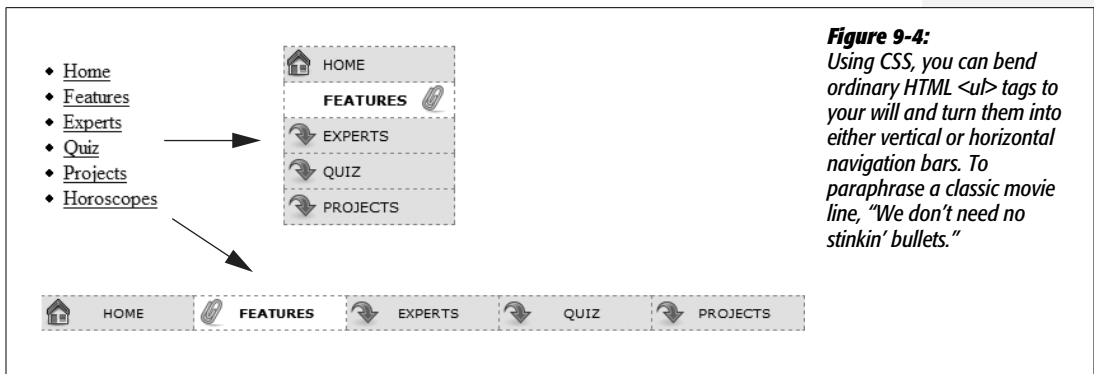 Home
Features
Experts
Quiz
Projects
Horoscopes
HOME
FEATURES
EXPERTS
QUIZ
PROJECTS
HOME FEATURES EXPERTS QUIZ PROJECTS
Figure 9-4:
Using CSS, you can bend
ordinary HTML <ul> tags to
your will and turn them into
either vertical or horizontal
navigation bars. To
paraphrase a classic movie
line, “We don’t need no
stinkin’ bullets.”